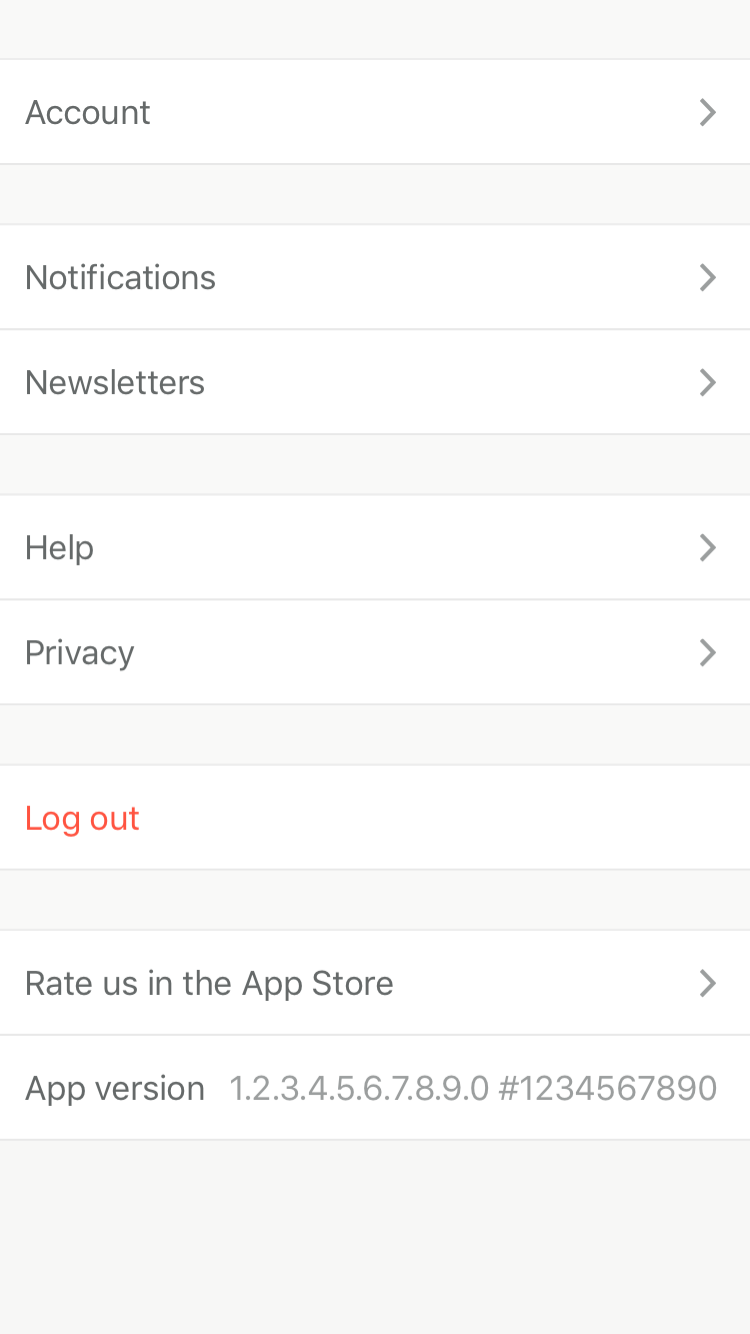 Account
Notifications
Newsletters
Help
Privacy
Log out
Rate us in the App Store
App version 1.2.3.4.5.6.7.8.9.0 #1234567890